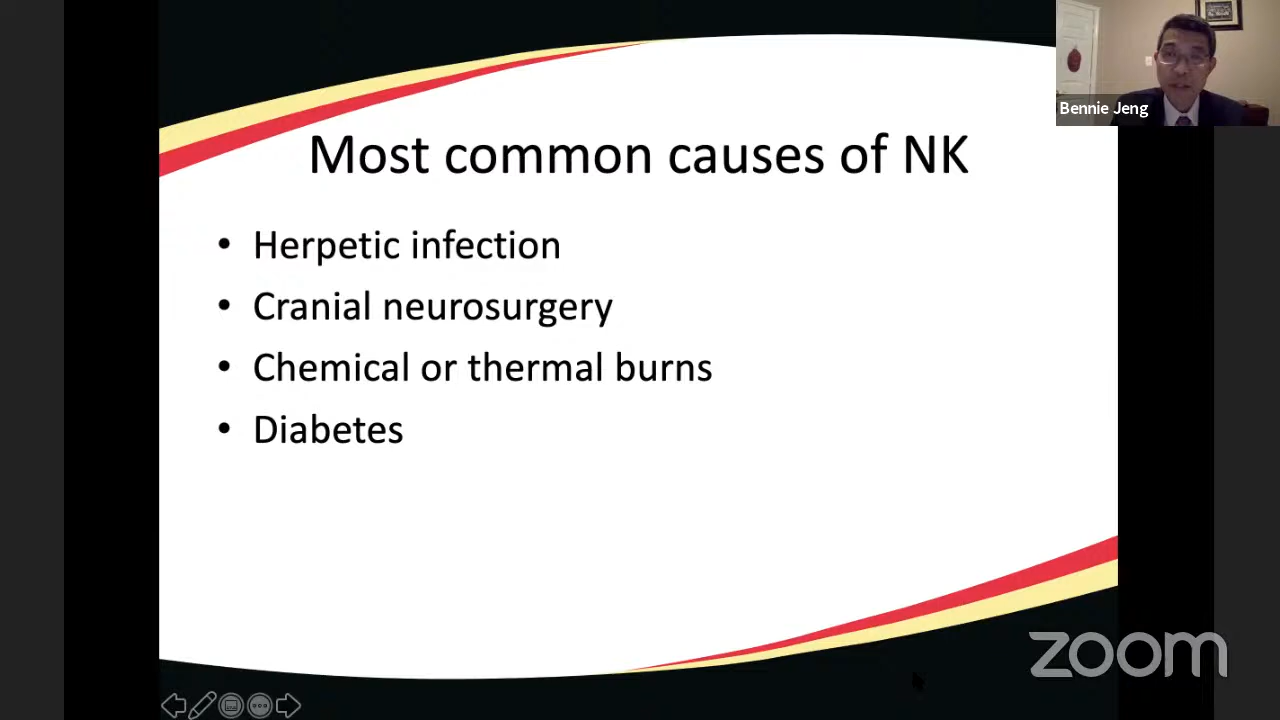 Bennie Jeng
Most common causes of NK
• Herpetic infection
• Cranial neurosurgery
• Chemical or thermal burns
• Diabetes
zoom